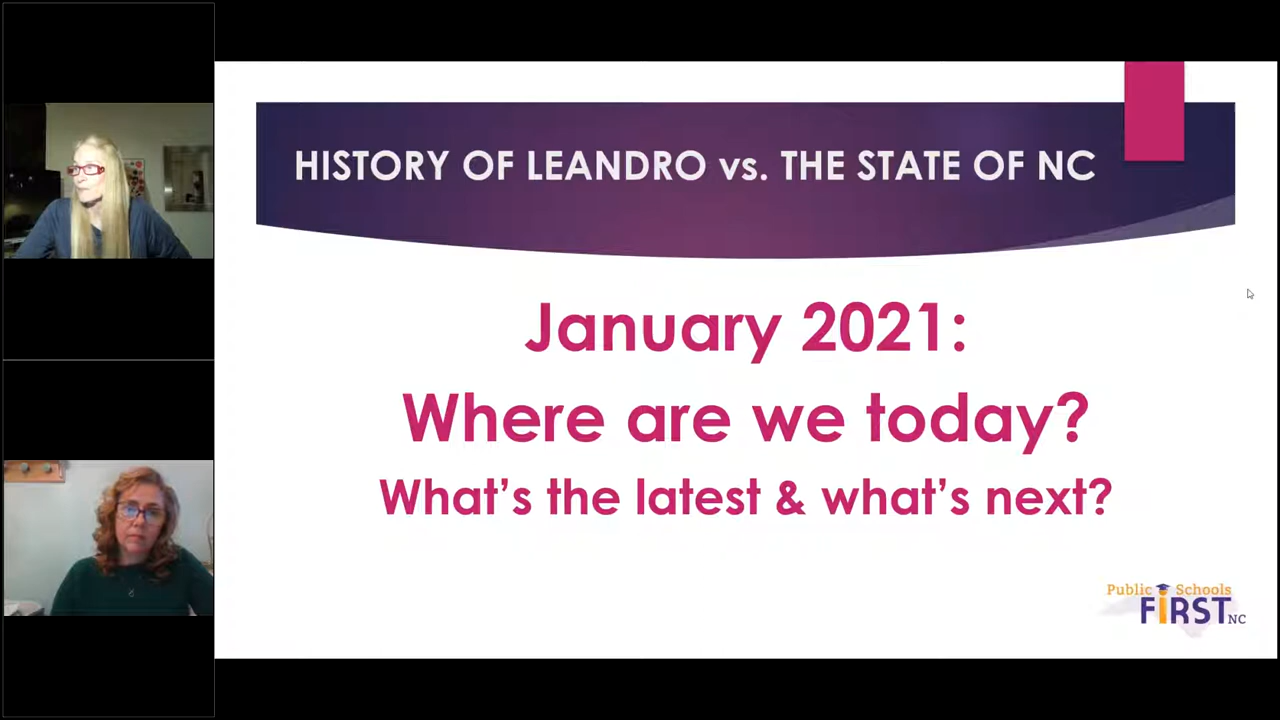 HISTORY OF LEANDRO vs. THE STATE OF NC
January 2021:
Where are we today?
What's the latest & what's next?
Public Schools
FiRST NC